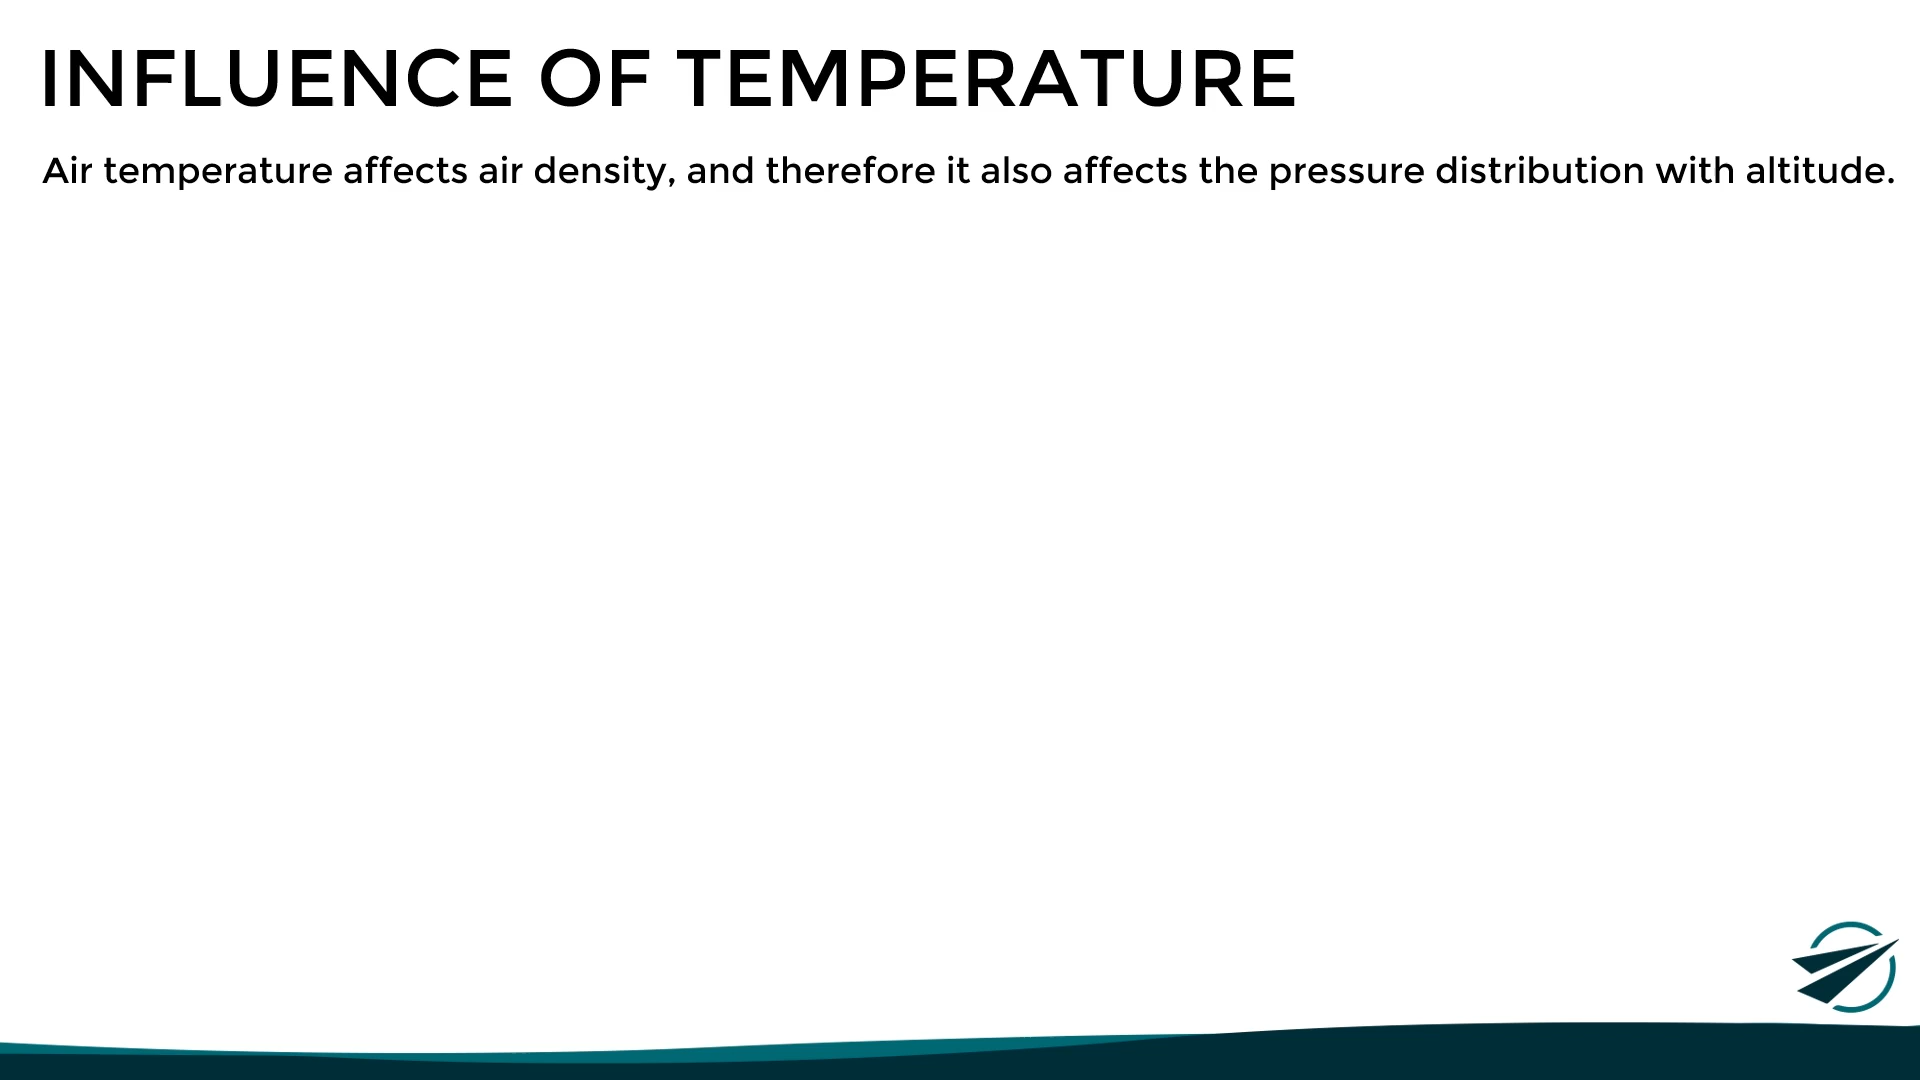 INFLUENCE OF TEMPERATURE
Air temperature affects air density, and therefore it also affects the pressure distribution with altitude.